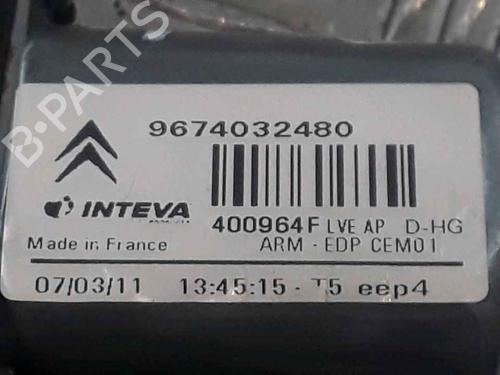 9674032480
INTEVA
PRODUCTS
400964F LVE AP D-HG
Made in France
ARM - EDP CEM01
07/03/11 13:45:15 - T5 eep4
B-PARTS